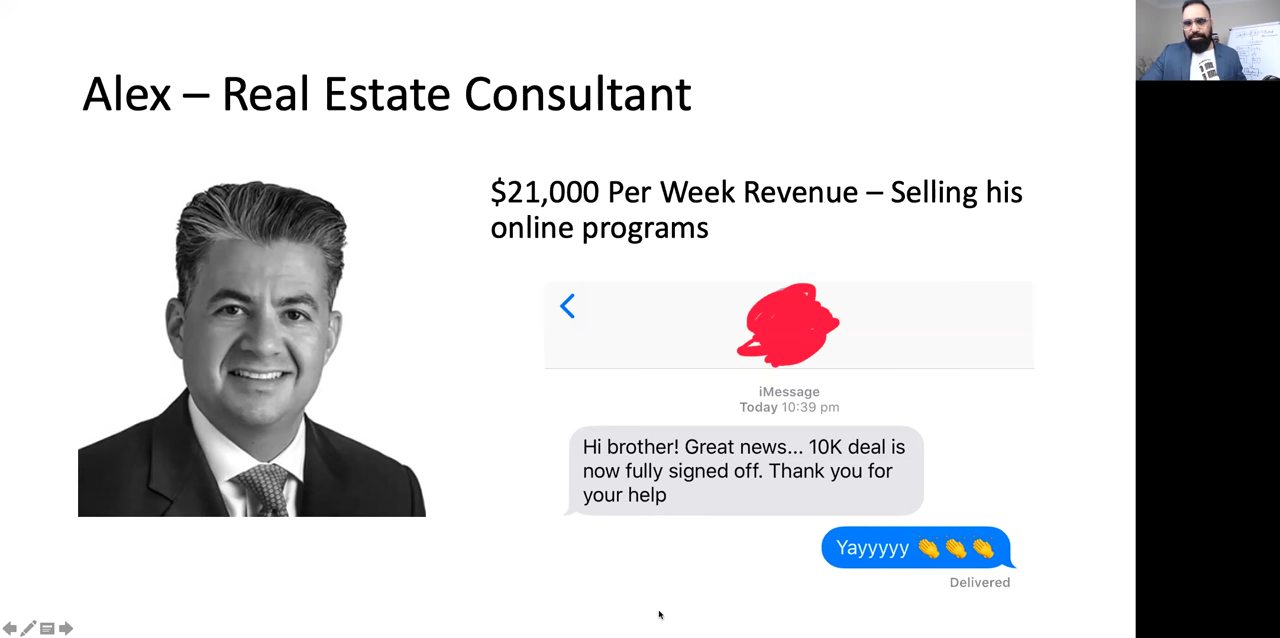 Alex – Real Estate Consultant
$21,000 Per Week Revenue – Selling his
online programs
iMessage
Today 10:39 pm
Hi brother! Great news... 10K deal is
now fully signed off. Thank you for
your help
Yayyyyy 👏 👏 👏
Delivered